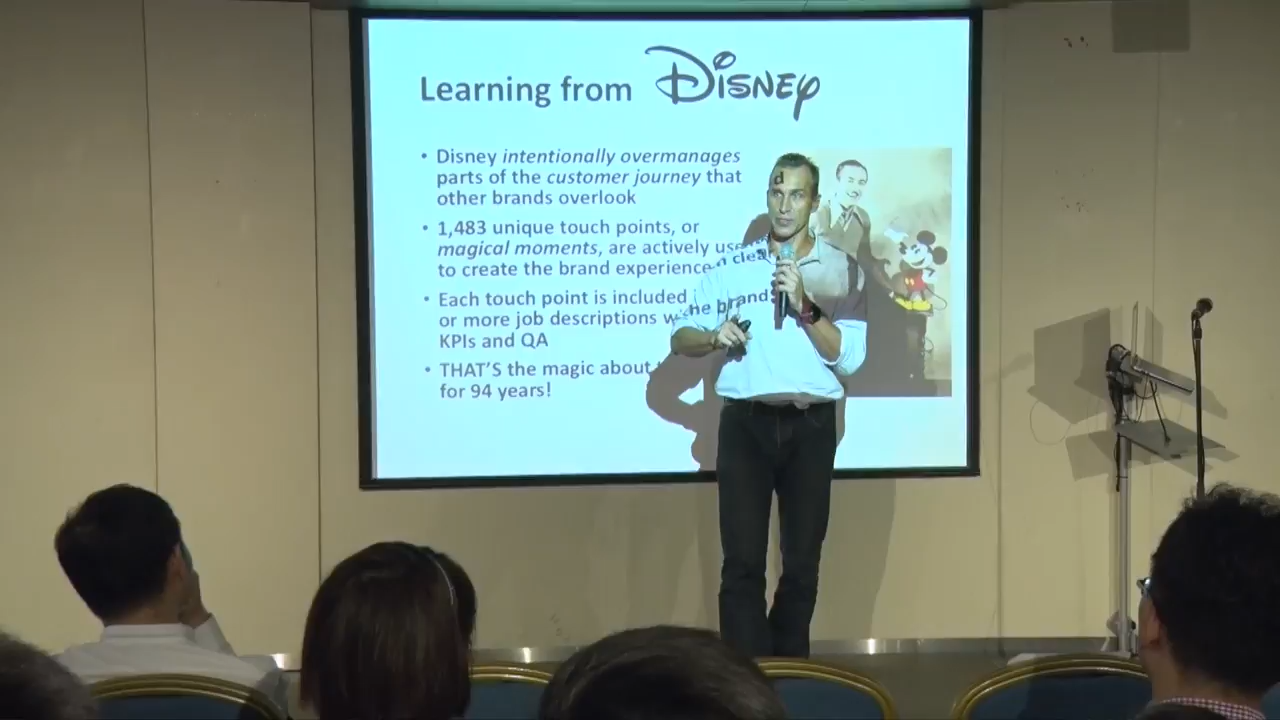 Learning from Disney
• Disney intentionally overmanages
parts of the customer journey that
other brands overlook
• 1,483 unique touch points, or
magical moments, are actively
to create the brand experience
• Each touch point is included
or more job descriptions
KPIs and QA
• THAT'S the magic about
for 94 years!
d
he brand